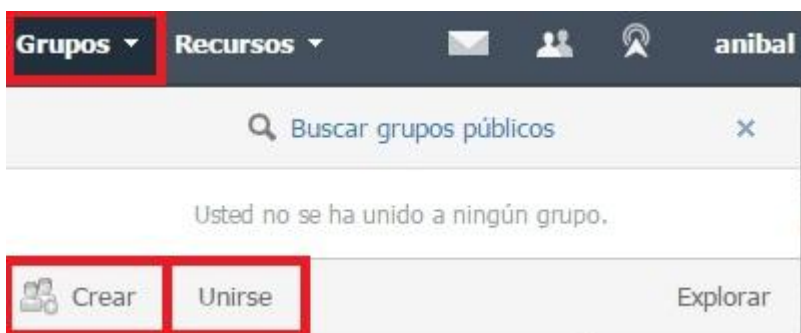 Grupos Recursos anibal
Buscar grupos públicos
Usted no se ha unido a ningún grupo.
Crear Unirse Explorar